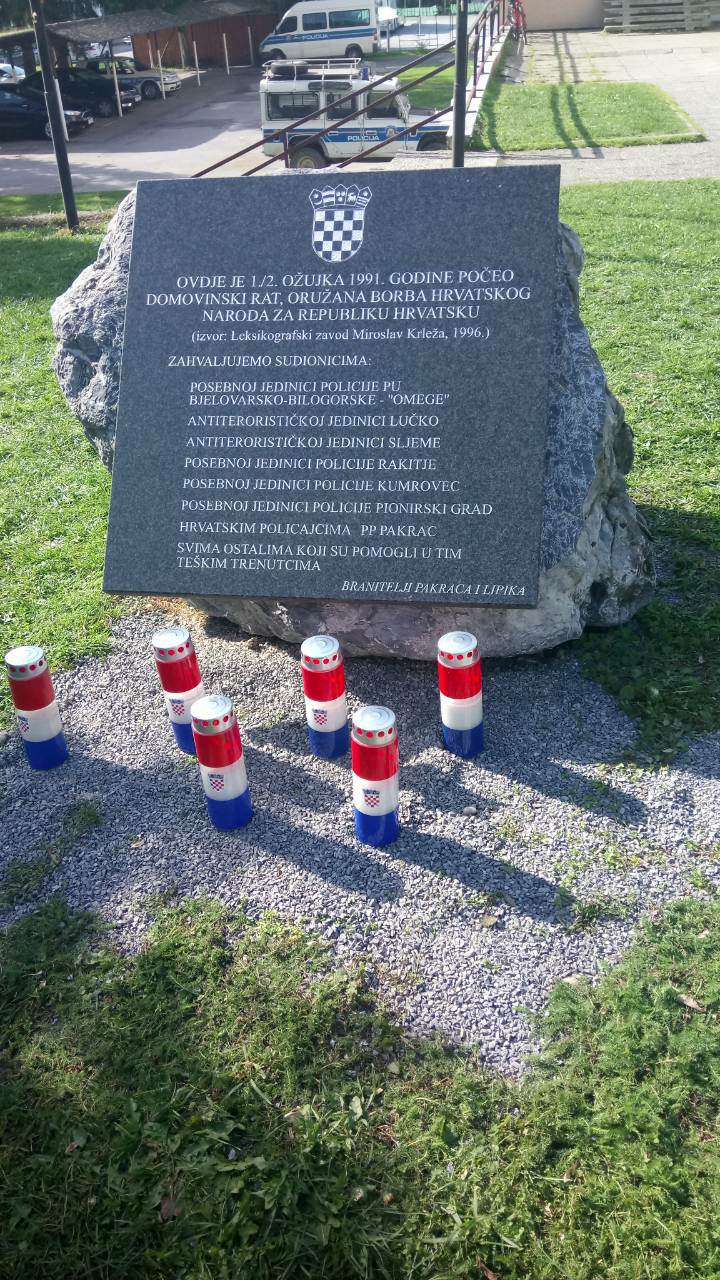 POLICIJA
POLICIJA
OVDJE JE 1./2. OŽUJKA 1991. GODINE POČEO
DOMOVINSKI RAT, ORUŽANA BORBA HRVATSKOG
NARODA ZA REPUBLIKU HRVATSKU
(izvor: Leksikografski zavod Miroslav Krleža, 1996.)
ZAHVALJUJEMO SUDIONICIMA:
POSEBNOJ JEDINICI POLICIJE PU
BJELOVARSKO-BILOGORSKE - "OMEGE"
ANTITERORISTIČKOJ JEDINICI LUČKO
ANTITERORISTIČKOJ JEDINICI SLJEME
POSEBNOJ JEDINICI POLICIJE RAKITJE
POSEBNOJ JEDINICI POLICIJE KUMROVEC
POSEBNOJ JEDINICI POLICIJE PIONIRSKI GRAD
HRVATSKIM POLICAJCIMA PP PAKRAC
SVIMA OSTALIMA KOJI SU POMOGLI U TIM
TEŠKIM TRENUTCIMA
BRANITELJI PAKRACA I LIPIKA